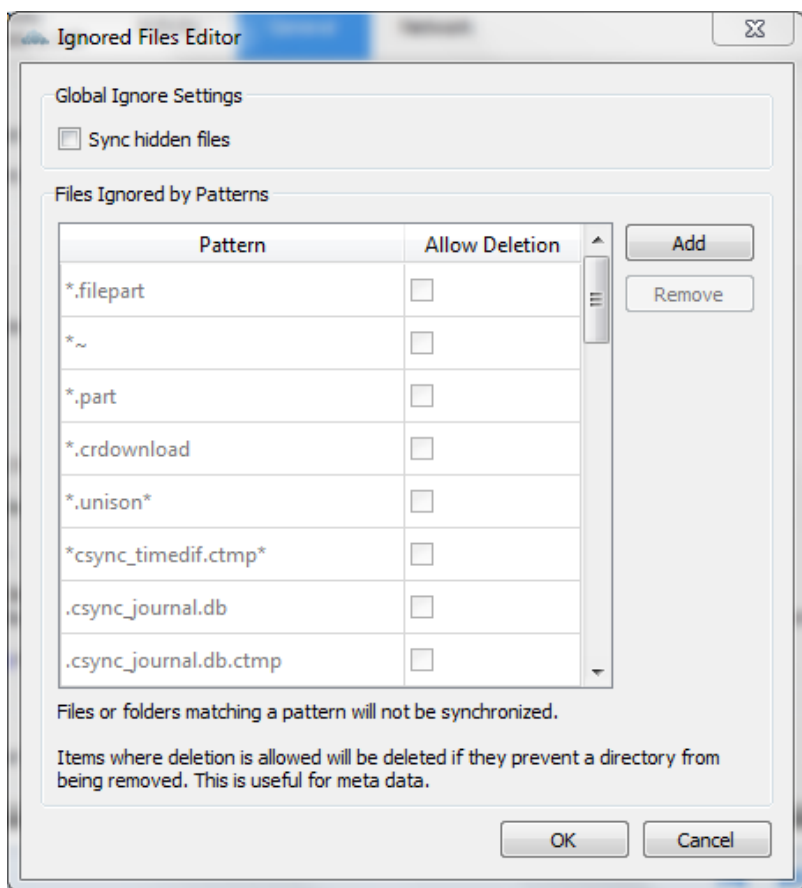 Ignored Files Editor
Global Ignore Settings
Sync hidden files
Files Ignored by Patterns
Pattern Allow Deletion
Add
*.filepart
Remove
*~
*.part
*.crdownload
*.unison*
*csync_timedif.ctmp*
.csync_journal.db
.csync_journal.db.ctmp
Files or folders matching a pattern will not be synchronized.
Items where deletion is allowed will be deleted if they prevent a directory from
being removed. This is useful for meta data.
OK Cancel